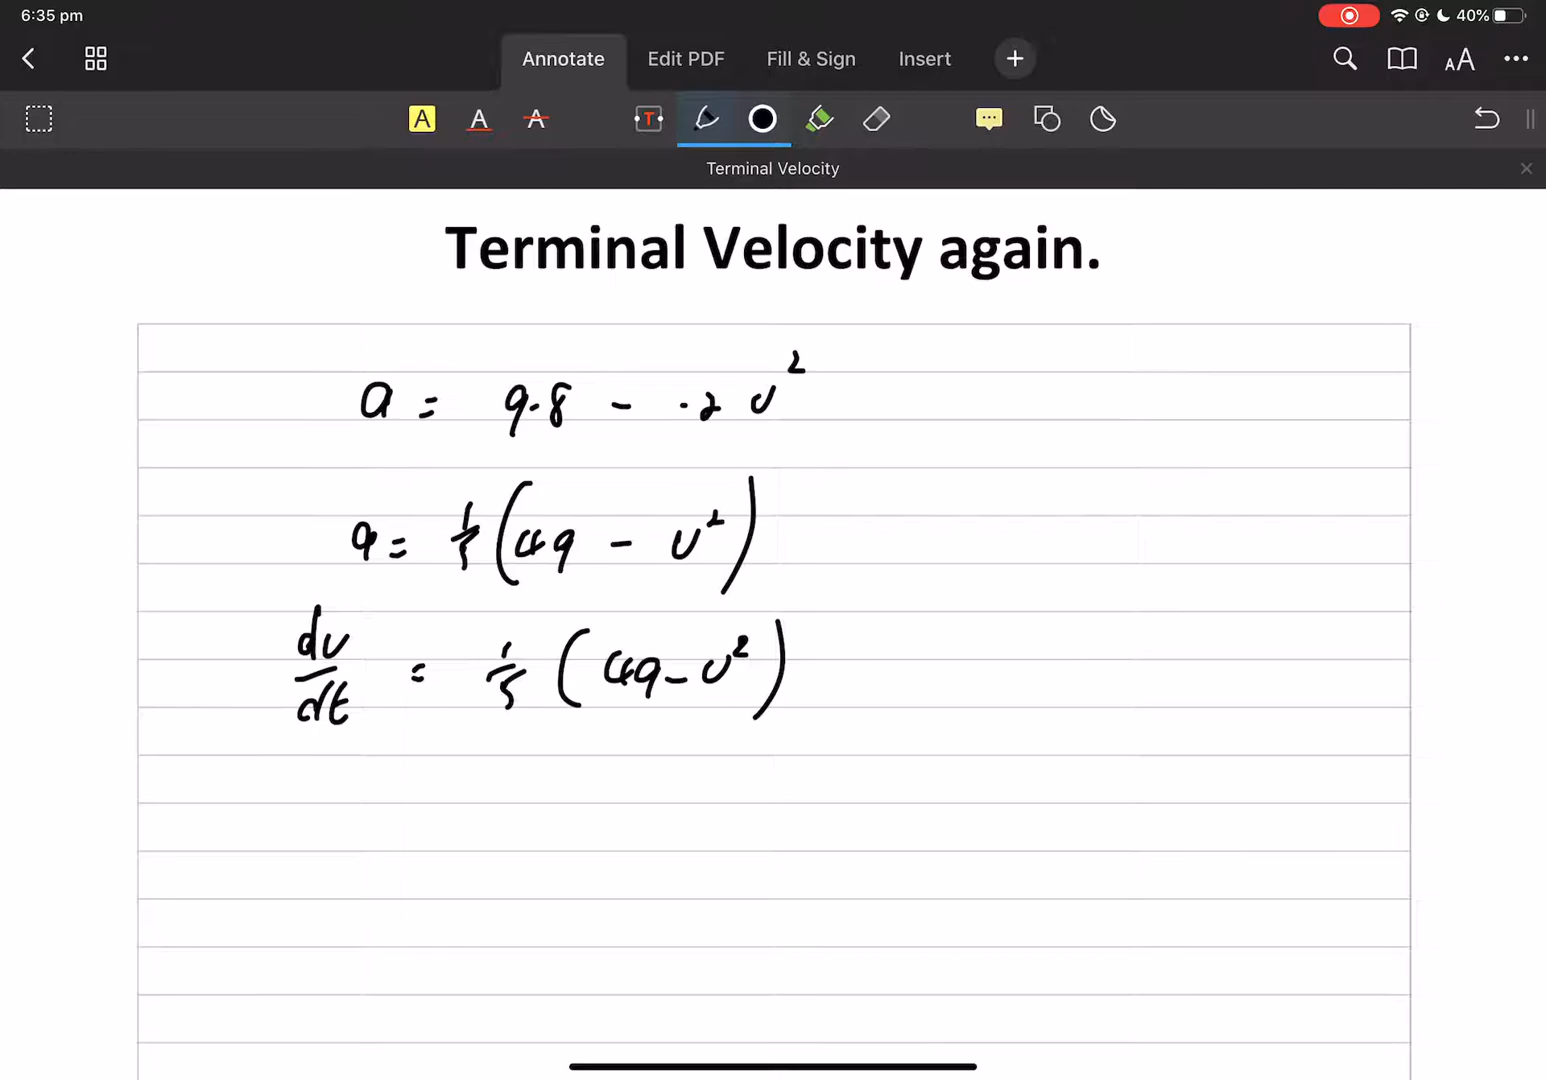 6:35 pm 40%
Annotate Edit PDF Fill & Sign Insert AA
A A A T
Terminal Velocity
Terminal Velocity again.
a = 9.8 - .2 v²
a = 1/5 (49 - v²)
dv/dt = 1/5 (49 - v²)